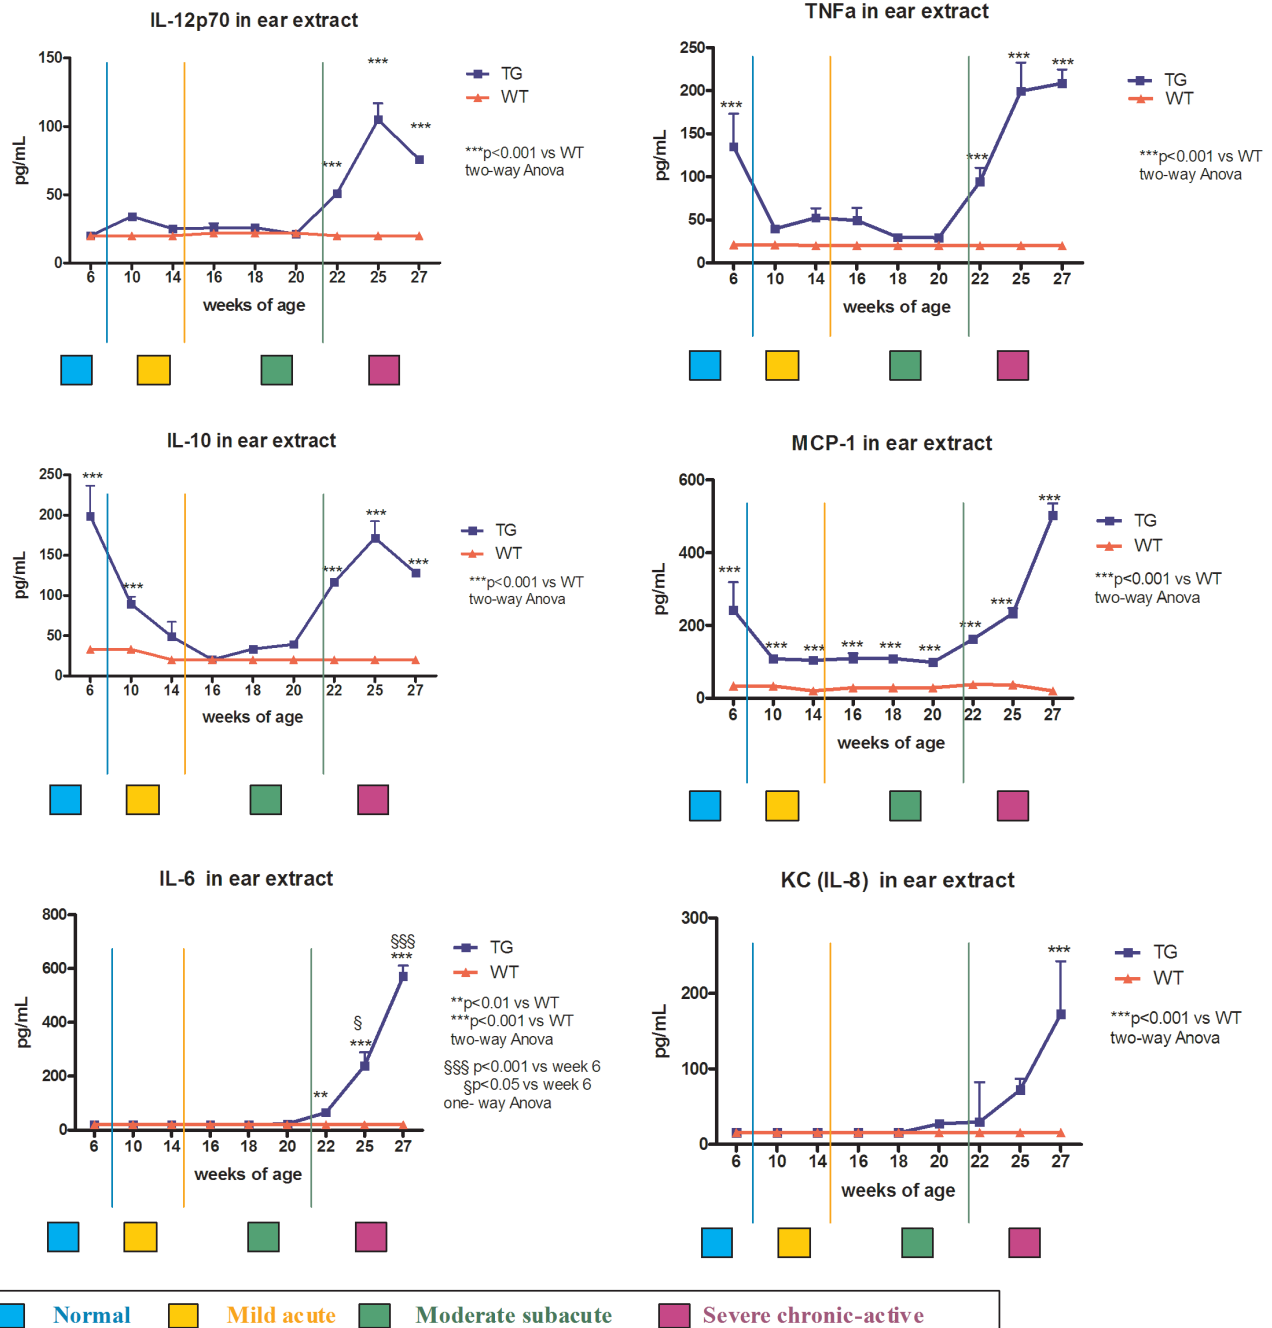 IL-12p70 in ear extract
150
100
50
0
pg/mL
***
***
***
TG
WT
***p<0.001 vs WT
two-way Anova
6 10 14 16 18 20 22 25 27
weeks of age
TNFa in ear extract
250
200
150
100
50
0
pg/mL
***
***
***
***
TG
WT
***p<0.001 vs WT
two-way Anova
6 10 14 16 18 20 22 25 27
weeks of age
IL-10 in ear extract
250
200
150
100
50
0
pg/mL
***
***
***
***
***
TG
WT
***p<0.001 vs WT
two-way Anova
6 10 14 16 18 20 22 25 27
weeks of age
MCP-1 in ear extract
600
400
200
0
pg/mL
***
***
***
***
***
***
***
***
***
TG
WT
***p<0.001 vs WT
two-way Anova
6 10 14 16 18 20 22 25 27
weeks of age
IL-6 in ear extract
800
600
400
200
0
pg/mL
**
§
***
§§§
***
TG
WT
**p<0.01 vs WT
***p<0.001 vs WT
two-way Anova
§§§ p<0.001 vs week 6
§p<0.05 vs week 6
one- way Anova
6 10 14 16 18 20 22 25 27
weeks of age
KC (IL-8) in ear extract
300
200
100
0
pg/mL
***
TG
WT
***p<0.001 vs WT
two-way Anova
6 10 14 16 18 20 22 25 27
weeks of age
Normal Mild acute Moderate subacute Severe chronic-active